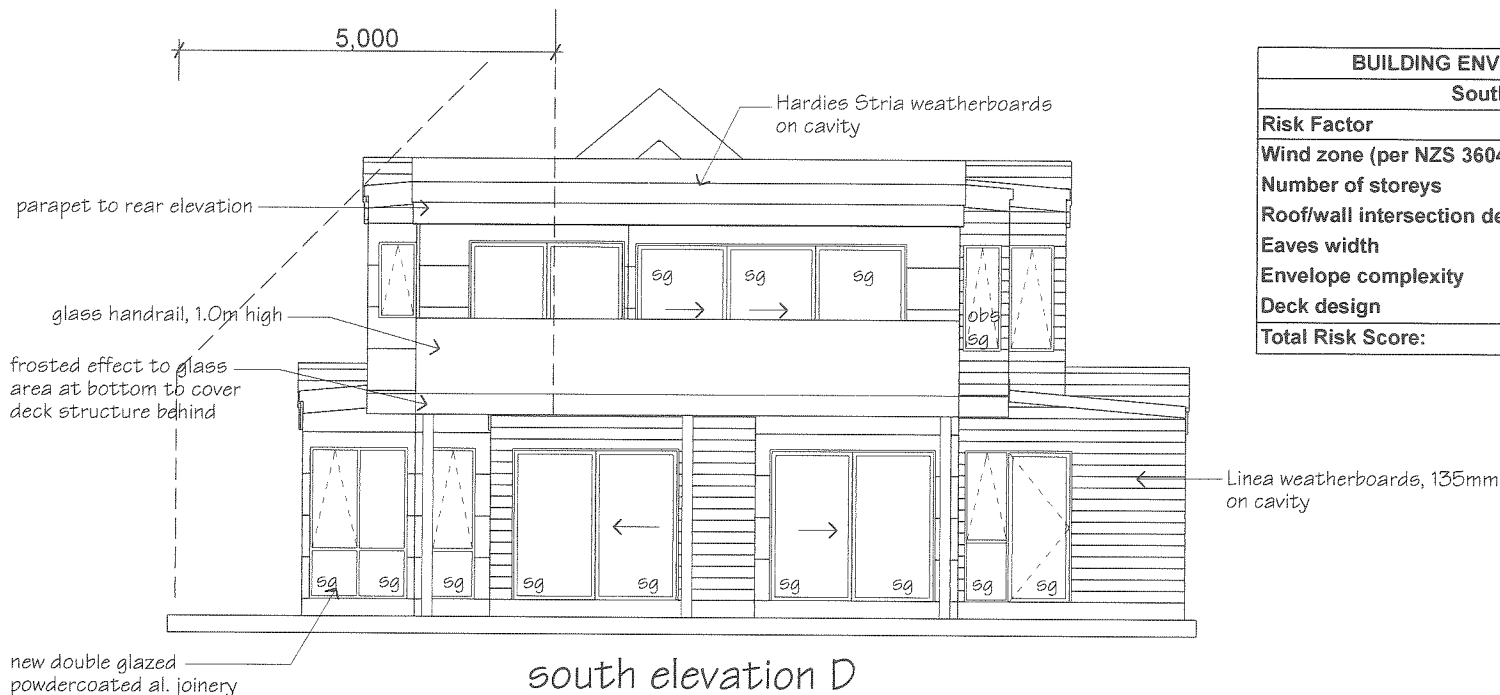 5,000
BUILDING ENV
South
Risk Factor
Wind zone (per NZS 3604
Number of storeys
Roof/wall intersection de
Eaves width
Envelope complexity
Deck design
Total Risk Score:
Hardies Stria weatherboards
on cavity
parapet to rear elevation
sg sg sg
glass handrail, 1.0m high
obs
sg
frosted effect to glass
area at bottom to cover
deck structure behind
Linea weatherboards, 135mm
on cavity
sg sg sg sg sg sg sg sg
new double glazed
powdercoated al. joinery
south elevation D